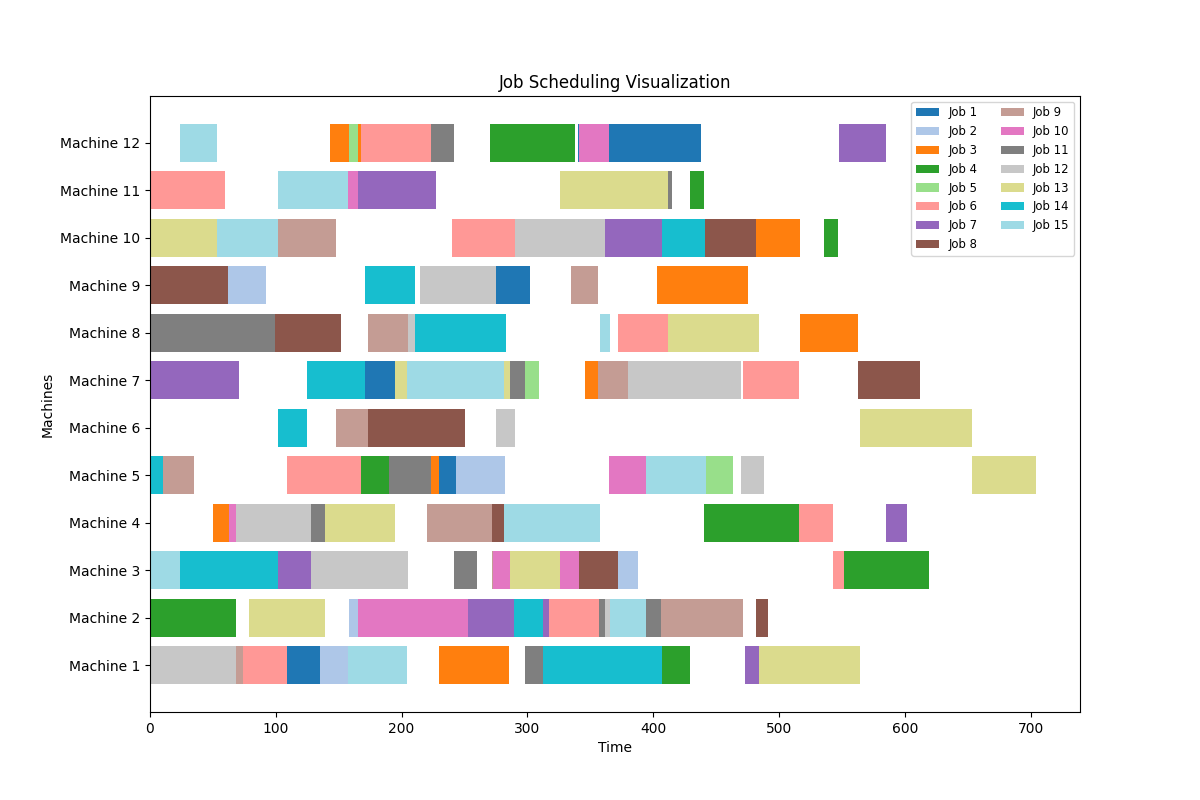 Job Scheduling Visualization
Machine 12
Machine 11
Machine 10
Machine 9
Machine 8
Machine 7
Machine 6
Machine 5
Machine 4
Machine 3
Machine 2
Machine 1
Machines
0 100 200 300 400 500 600 700
Time
Job 1
Job 2
Job 3
Job 4
Job 5
Job 6
Job 7
Job 8
Job 9
Job 10
Job 11
Job 12
Job 13
Job 14
Job 15